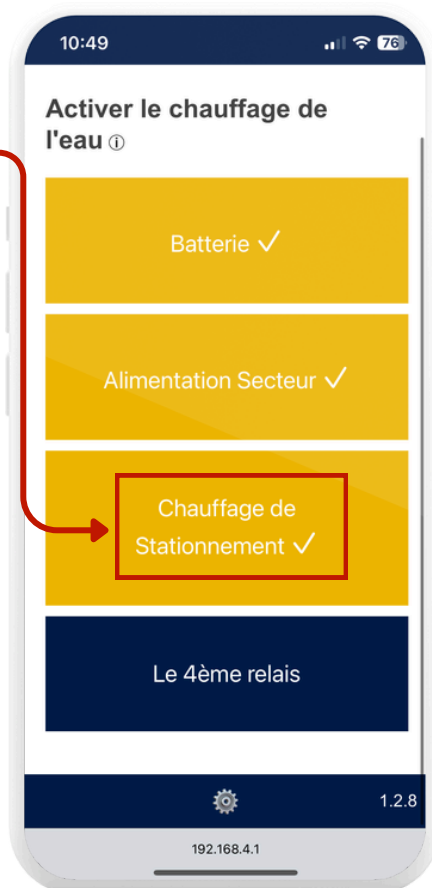 10:49
76
Activer le chauffage de
l'eau ⓘ
Batterie ✓
Alimentation Secteur ✓
Chauffage de
Stationnement ✓
Le 4ème relais
1.2.8
192.168.4.1